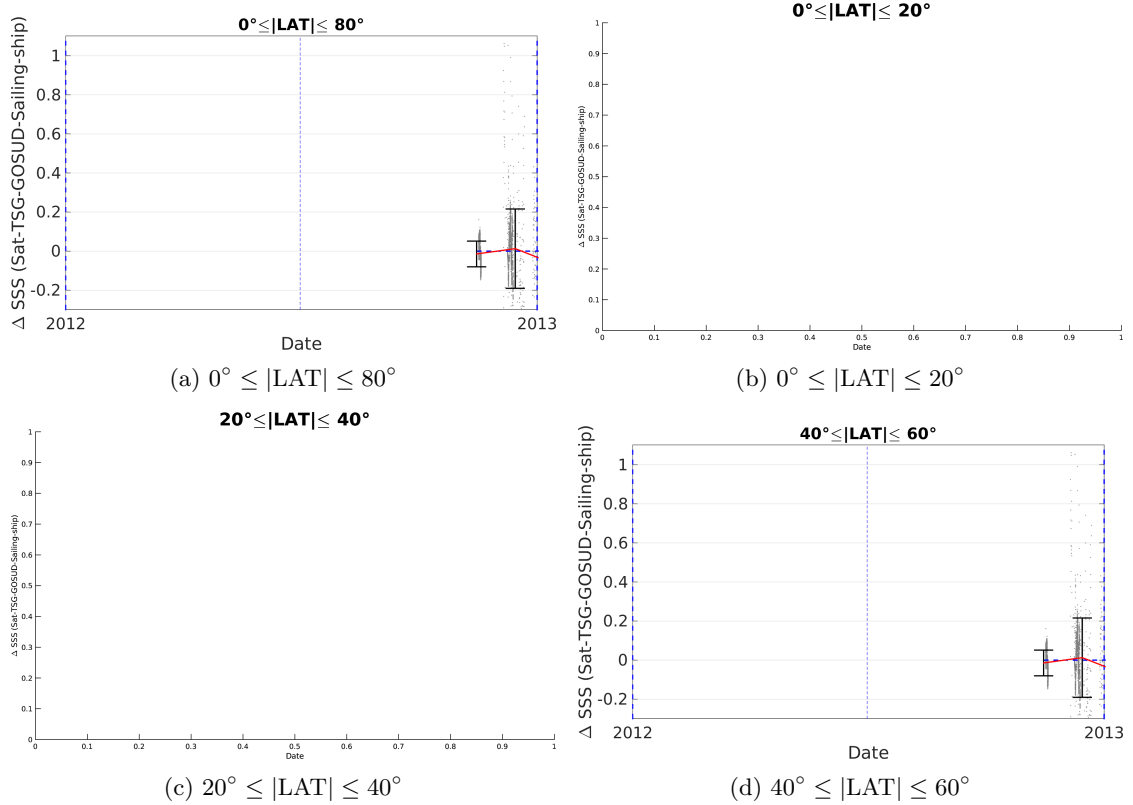 0°≤|LAT|≤ 80°
Δ SSS (Sat-TSG-GOSUD-Sailing-ship)
1
0.8
0.6
0.4
0.2
0
-0.2
2012
2013
Date
(a) 0° ≤ |LAT| ≤ 80°
0°≤|LAT|≤ 20°
Δ SSS (Sat-TSG-GOSUD-Sailing-ship)
1
0.9
0.8
0.7
0.6
0.5
0.4
0.3
0.2
0.1
0
0 0.1 0.2 0.3 0.4 0.5 0.6 0.7 0.8 0.9 1
Date
(b) 0° ≤ |LAT| ≤ 20°
20°≤|LAT|≤ 40°
Δ SSS (Sat-TSG-GOSUD-Sailing-ship)
1
0.9
0.8
0.7
0.6
0.5
0.4
0.3
0.2
0.1
0
0 0.1 0.2 0.3 0.4 0.5 0.6 0.7 0.8 0.9 1
Date
(c) 20° ≤ |LAT| ≤ 40°
40°≤|LAT|≤ 60°
Δ SSS (Sat-TSG-GOSUD-Sailing-ship)
1
0.8
0.6
0.4
0.2
0
-0.2
2012
2013
Date
(d) 40° ≤ |LAT| ≤ 60°